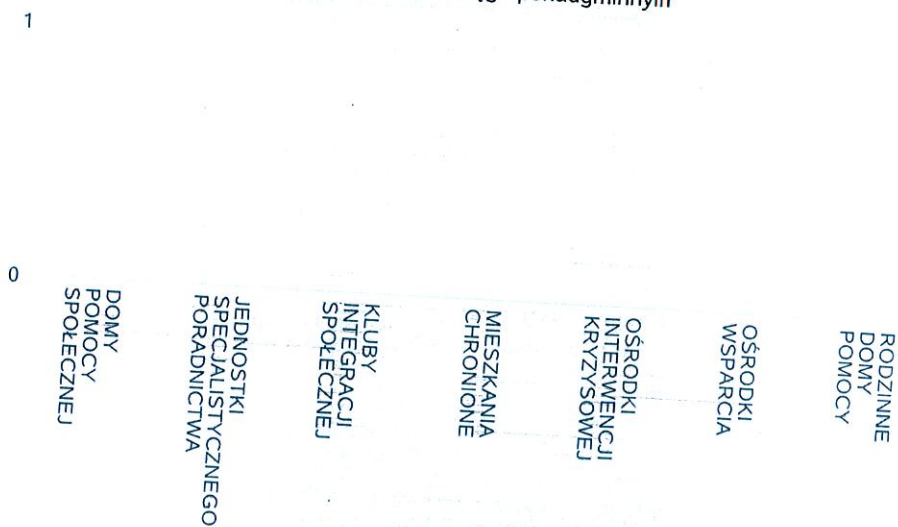 ponadgminnym
1
0
DOMY
POMOCY
SPOŁECZNEJ
JEDNOSTKI
SPECJALISTYCZNEGO
PORADNICTWA
KLUBY
INTEGRACJI
SPOŁECZNEJ
MIESZKANIA
CHRONIONE
OŚRODKI
INTERWENCJI
KRYZYSOWEJ
OŚRODKI
WSPARCIA
RODZINNE
DOMY
POMOCY